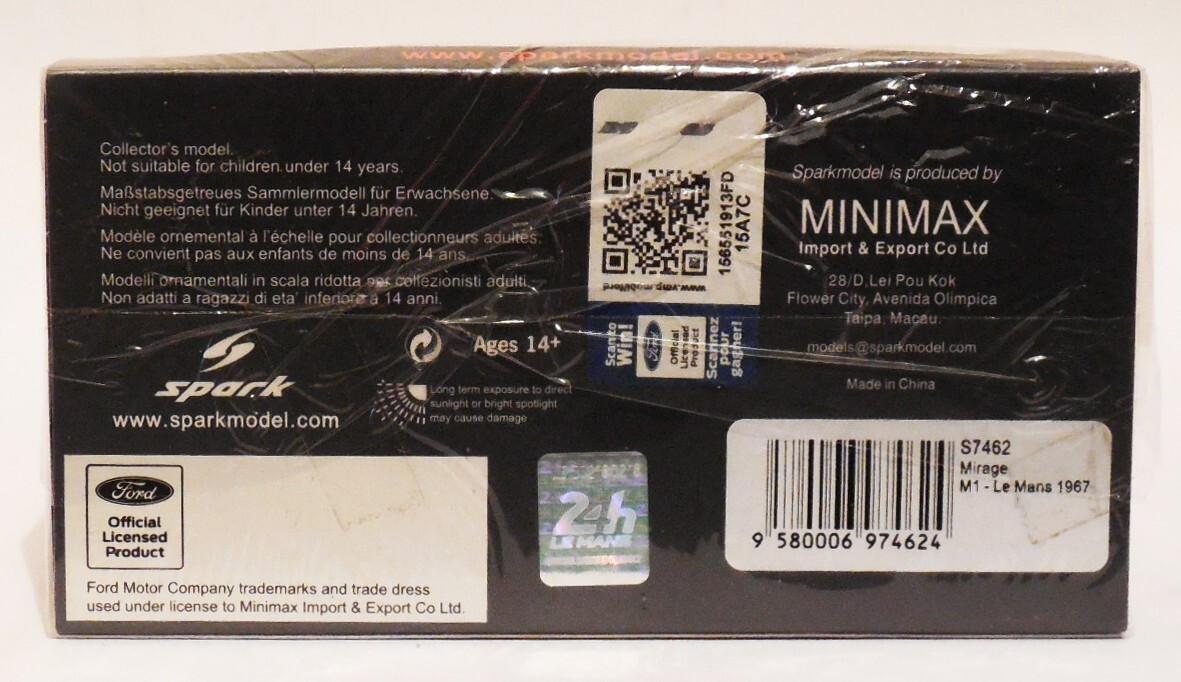 www.sparkmodel.com
Collector's model.
Not suitable for children under 14 years.
Maßstabsgetreues Sammlermodell für Erwachsene.
Nicht geeignet für Kinder unter 14 Jahren.
Modèle ornemental à l'échelle pour collectionneurs adultes.
Ne convient pas aux enfants de moins de 14 ans.
Modelli ornamentali in scala ridotta per collezionisti adulti.
Non adatti a ragazzi di eta' inferiore a 14 anni.
spark
www.sparkmodel.com
Ages 14+
Long term exposure to direct
sunlight or bright spotlight
may cause damage
156551913FD
15A7C
www.vmp.mobi/ford
Scan to
Win!
Ford
Official
Licensed
Product
Scannez
pour
gagner!
Sparkmodel is produced by
MINIMAX
Import & Export Co Ltd
28/D.Lei Pou Kok
Flower City, Avenida Olimpica
Taipa, Macau.
models@sparkmodel.com
Made in China
Ford
Official
Licensed
Product
Ford Motor Company trademarks and trade dress
used under license to Minimax Import & Export Co Ltd.
24h
LE MANS
S7462
Mirage
M1 - Le Mans 1967
9 580006 974624